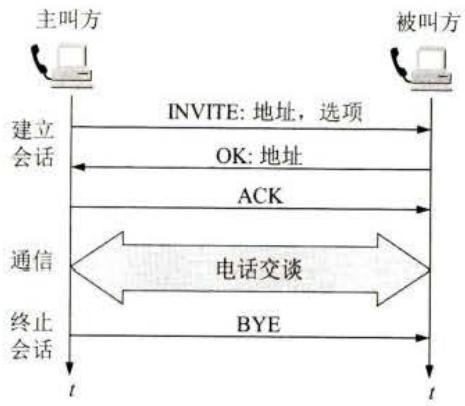 主叫方
被叫方
INVITE: 地址，选项
建立
会话
OK: 地址
ACK
通信
电话交谈
终止
会话
BYE
t
t